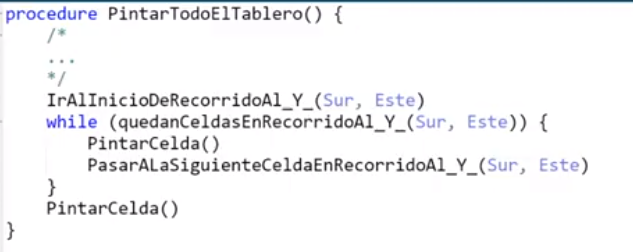 procedure PintarTodoElTablero() {
/*
...
*/
IrAlInicioDeRecorridoAl_Y_(Sur, Este)
while (quedanCeldasEnRecorridoAl_Y_(Sur, Este)) {
PintarCelda()
PasarALaSiguienteCeldaEnRecorridoAl_Y_(Sur, Este)
}
PintarCelda()
}